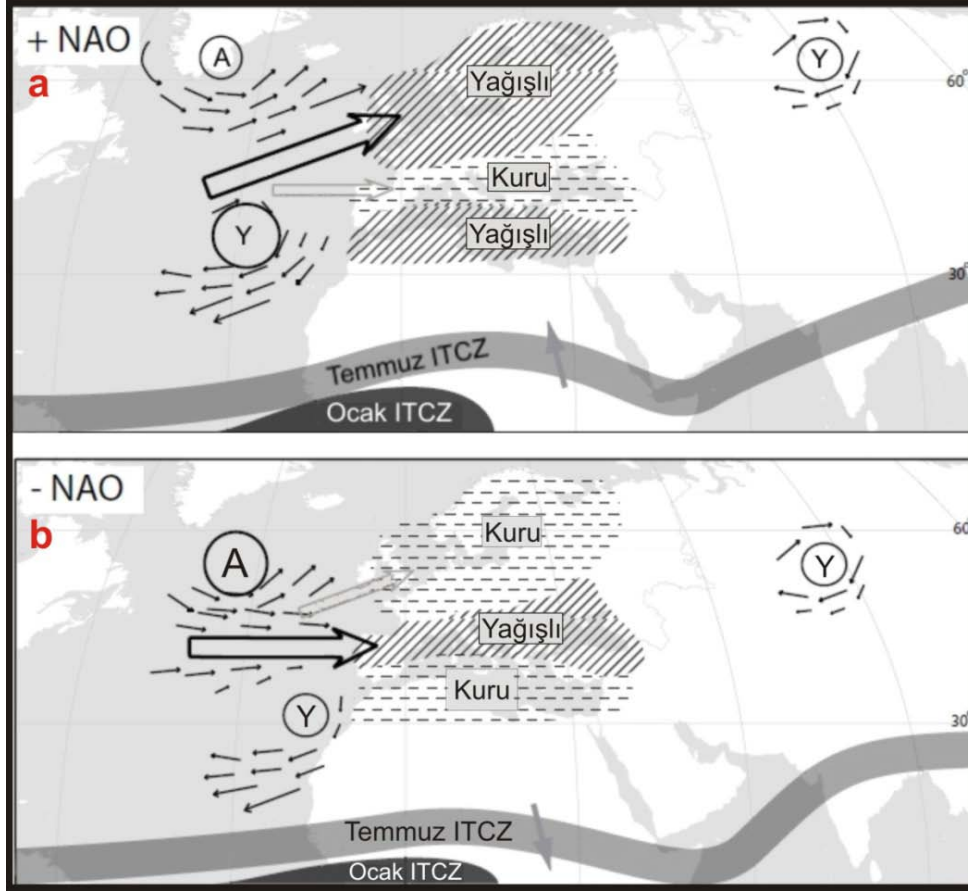 + NAO
a
A
Y
60°
Yağışlı
Kuru
Y
Yağışlı
30°
Temmuz ITCZ
Ocak ITCZ
- NAO
b
A
Kuru
Y
60
Yağışlı
Kuru
Y
30°
Temmuz ITCZ
Ocak ITCZ